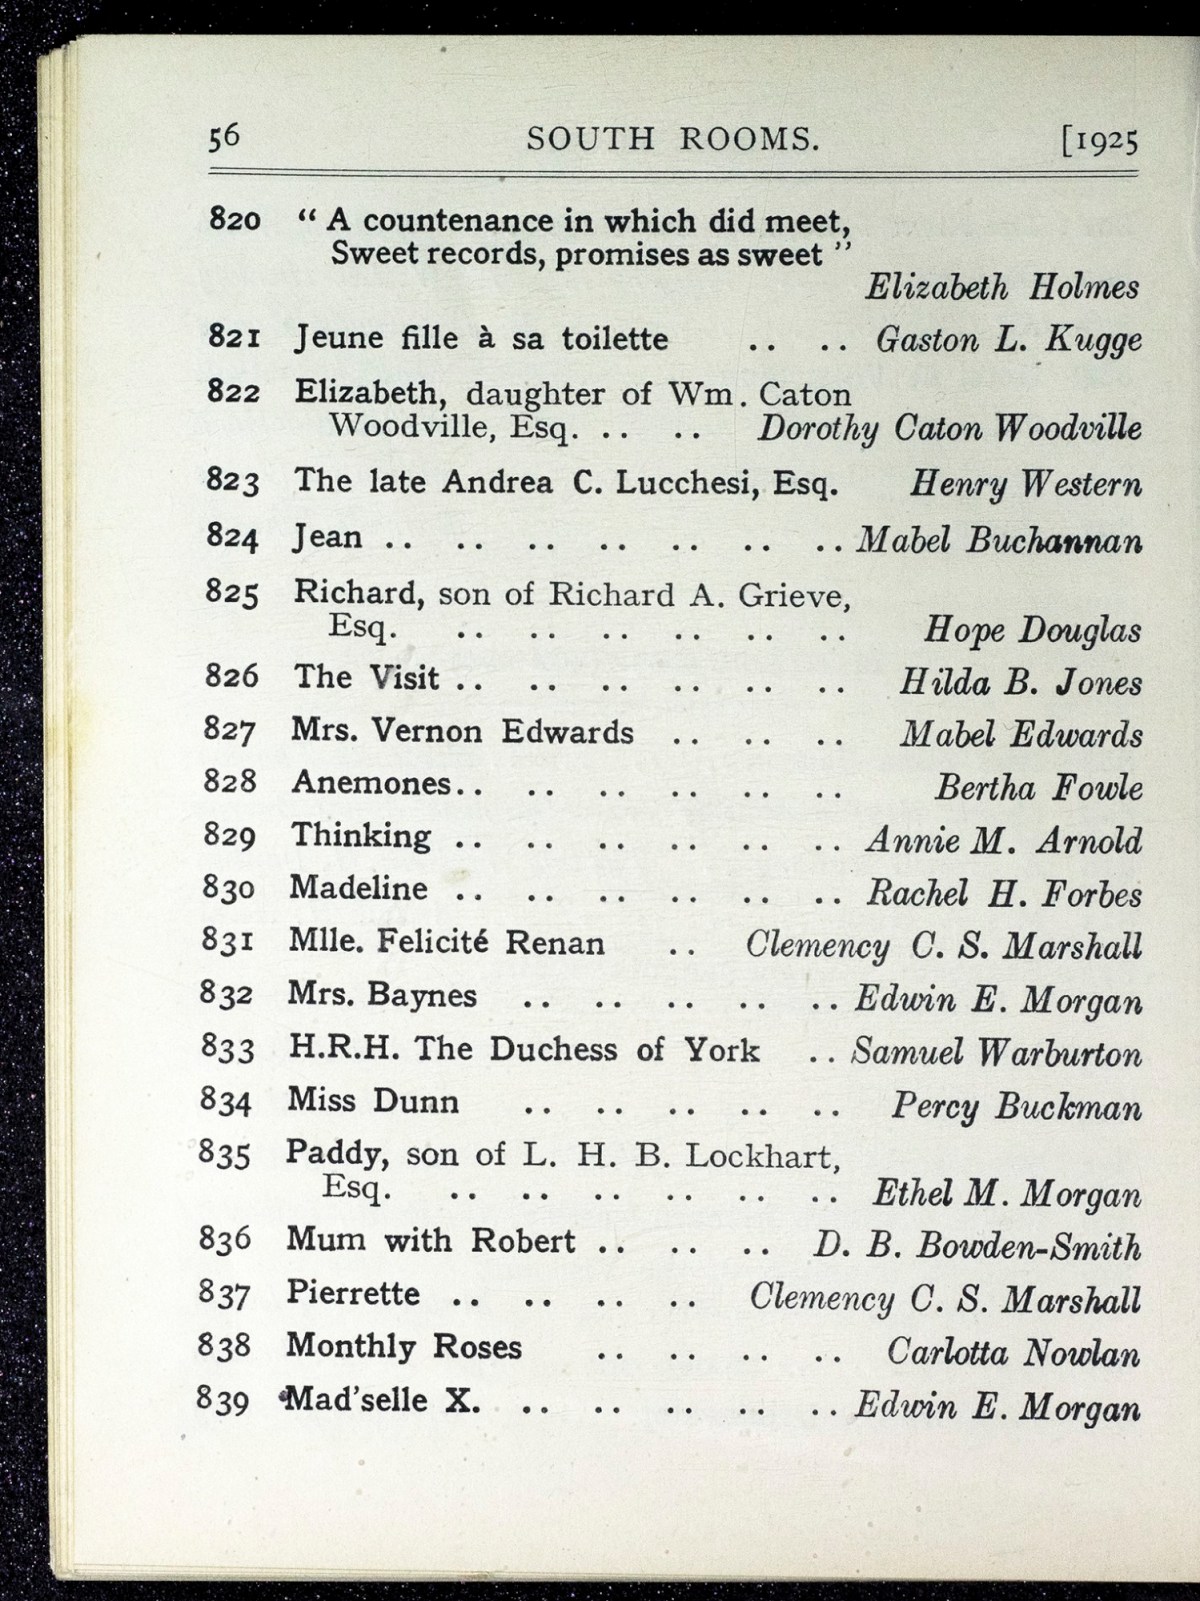 56 SOUTH ROOMS. [1925
820 “ A countenance in which did meet,
Sweet records, promises as sweet ”
Elizabeth Holmes
821 Jeune fille à sa toilette .. .. Gaston L. Kugge
822 Elizabeth, daughter of Wm. Caton
Woodville, Esq. .. .. Dorothy Caton Woodville
823 The late Andrea C. Lucchesi, Esq. Henry Western
824 Jean .. .. .. .. .. .. .. Mabel Buchannan
825 Richard, son of Richard A. Grieve,
Esq. .. .. .. .. .. .. Hope Douglas
826 The Visit .. .. .. .. .. .. Hilda B. Jones
827 Mrs. Vernon Edwards .. .. .. Mabel Edwards
828 Anemones .. .. .. .. .. .. Bertha Fowle
829 Thinking .. .. .. .. .. .. Annie M. Arnold
830 Madeline .. .. .. .. .. .. Rachel H. Forbes
831 Mlle. Felicité Renan .. Clemency C. S. Marshall
832 Mrs. Baynes .. .. .. .. .. Edwin E. Morgan
833 H.R.H. The Duchess of York .. Samuel Warburton
834 Miss Dunn .. .. .. .. .. Percy Buckman
835 Paddy, son of L. H. B. Lockhart,
Esq. .. .. .. .. .. .. Ethel M. Morgan
836 Mum with Robert .. .. .. D. B. Bowden-Smith
837 Pierrette .. .. .. .. Clemency C. S. Marshall
838 Monthly Roses .. .. .. .. Carlotta Nowlan
839 Mad’selle X. .. .. .. .. .. Edwin E. Morgan